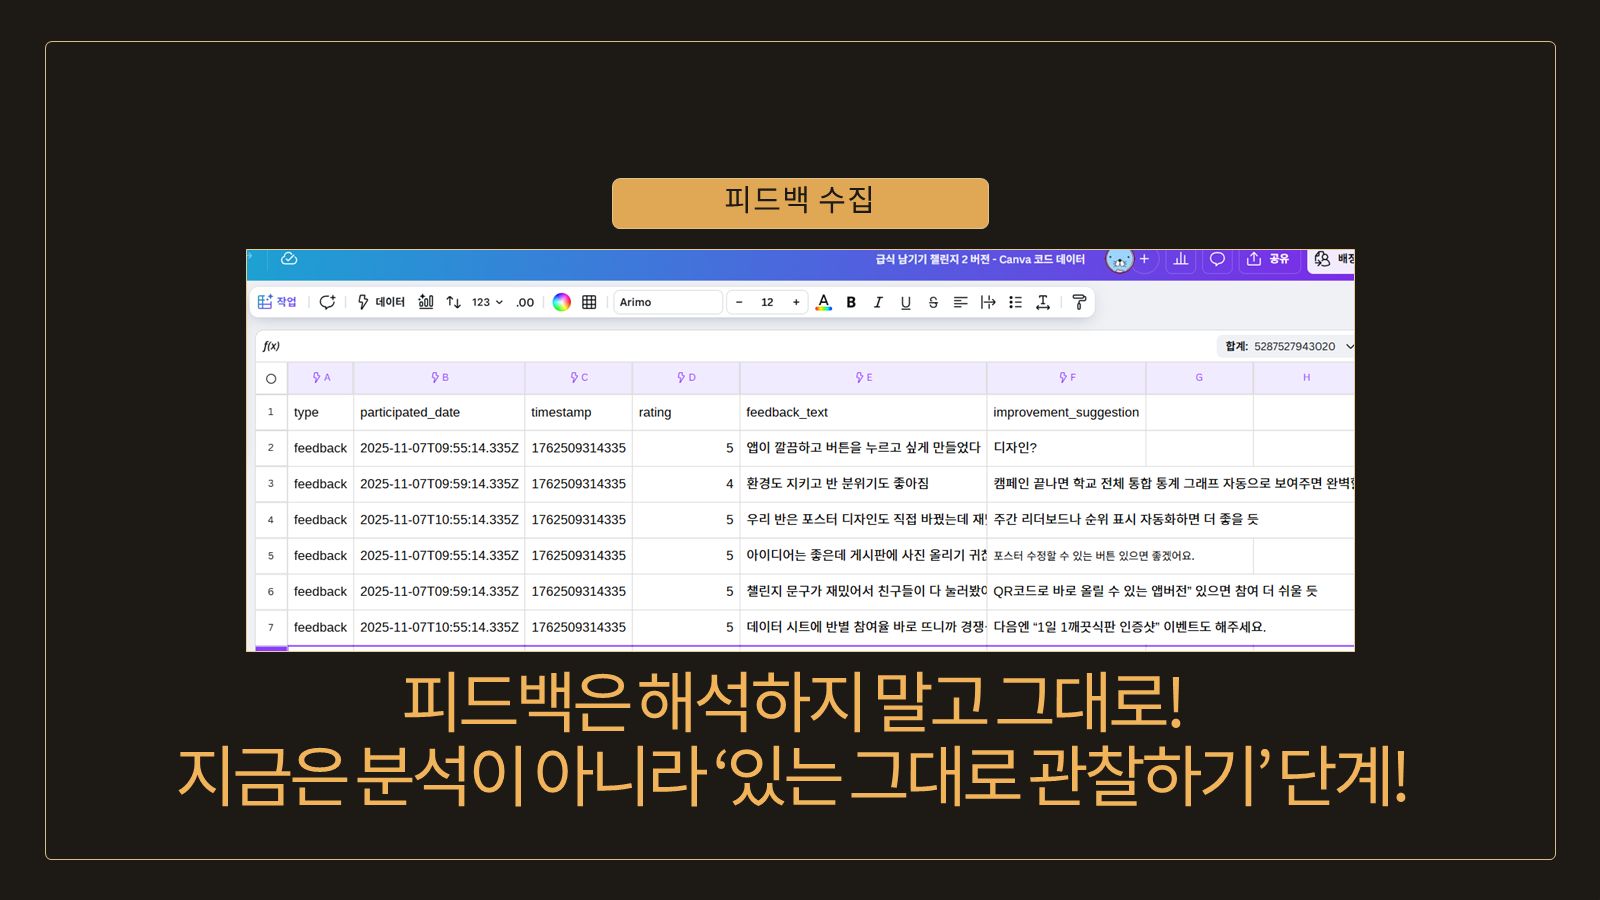 피드백 수집
급식 남기기 챌린지 2 버전 - Canva 코드 데이터 + 공유
작업 데이터 123 .00 Arimo − 12 + A B I U S
f(x) 합계: 5287527943020
A B C D E F G H
1 type participated_date timestamp rating feedback_text improvement_suggestion
2 feedback 2025-11-07T09:55:14.335Z 1762509314335 5 앱이 깔끔하고 버튼을 누르고 싶게 만들었다 디자인?
3 feedback 2025-11-07T09:59:14.335Z 1762509314335 4 환경도 지키고 반 분위기도 좋아짐 캠페인 끝나면 학교 전체 통합 통계 그래프 자동으로 보여주면
4 feedback 2025-11-07T10:55:14.335Z 1762509314335 5 우리 반은 포스터 디자인도 직접 바꿨는데 주간 리더보드나 순위 표시 자동화하면 더 좋을 듯
5 feedback 2025-11-07T09:55:14.335Z 1762509314335 5 아이디어는 좋은데 게시판에 사진 올리기 포스터 수정할 수 있는 버튼 있으면 좋겠어요.
6 feedback 2025-11-07T09:59:14.335Z 1762509314335 5 챌린지 문구가 재밌어서 친구들이 다 QR코드로 바로 올릴 수 있는 앱버전” 있으면 참여 더 쉬울 듯
7 feedback 2025-11-07T10:55:14.335Z 1762509314335 5 데이터 시트에 반별 참여율 바로 뜨니까 다음엔 “1일 1깨끗식판 인증샷” 이벤트도 해주세요.
피드백은 해석하지 말고 그대로!
지금은 분석이 아니라 ‘있는 그대로 관찰하기’ 단계!